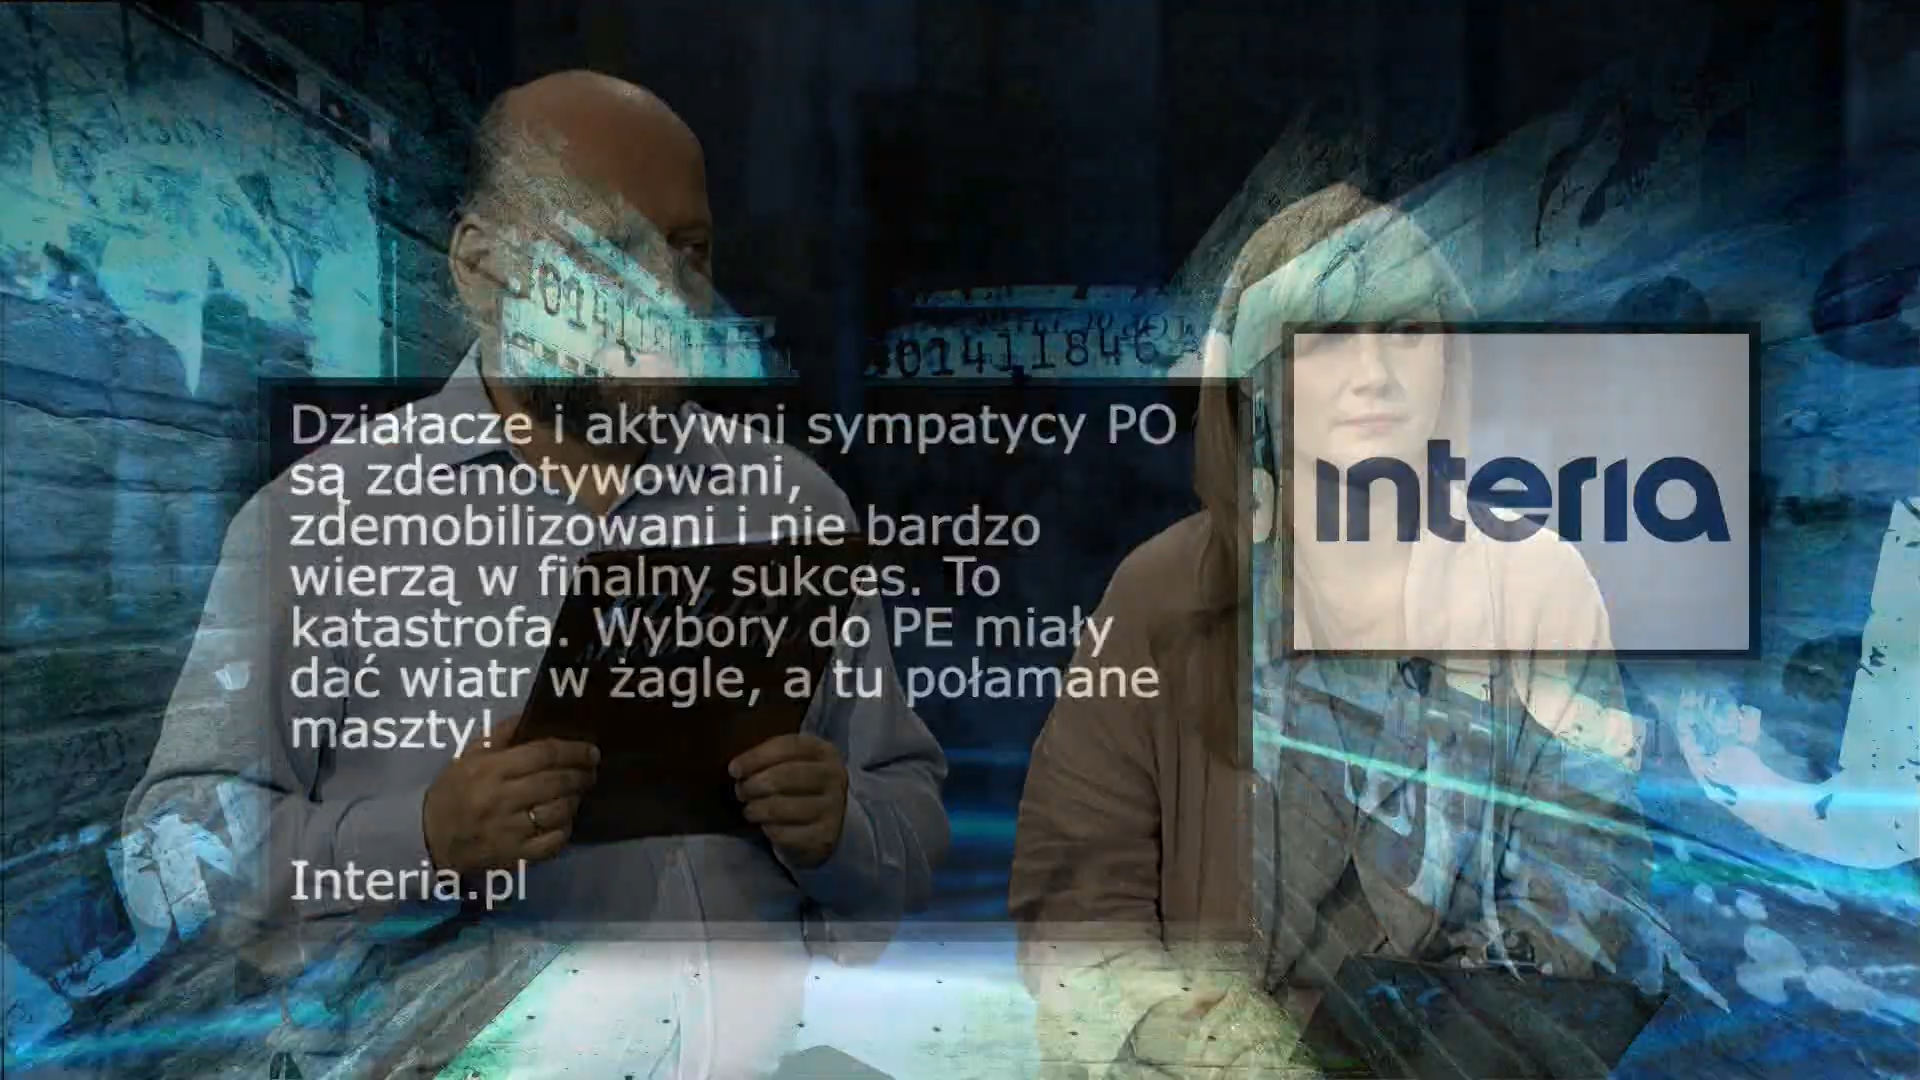 01411846
Działacze i aktywni sympatycy PO
są zdemotywowani,
zdemobilizowani i nie bardzo
wierzą w finalny sukces. To
katastrofa. Wybory do PE miały
dać wiatr w żagle, a tu połamane
maszty!
Interia.pl
interia